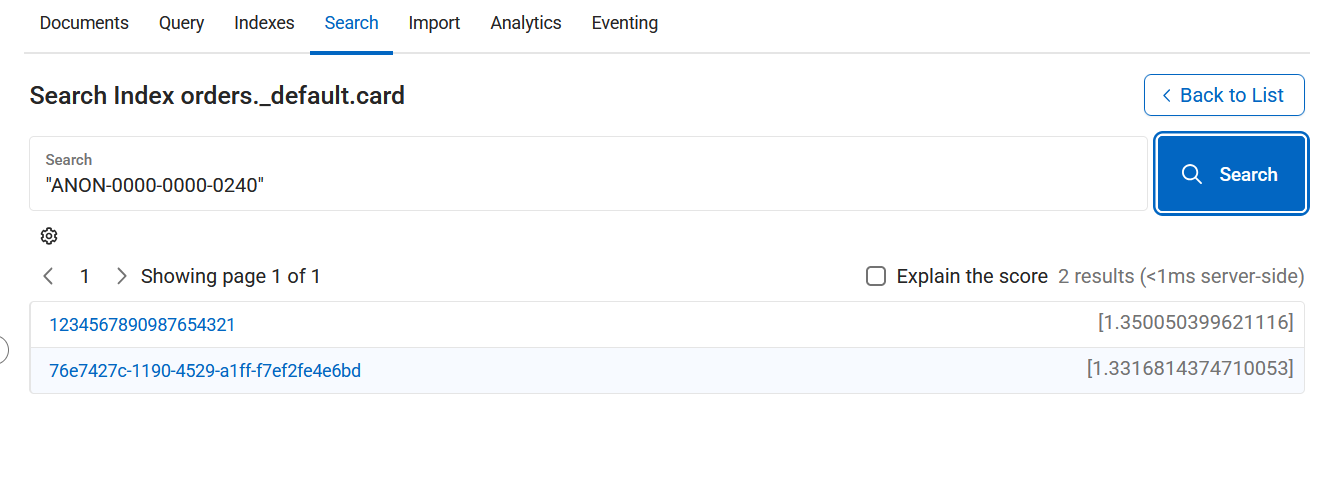 Documents Query Indexes Search Import Analytics Eventing
Search Index orders._default.card
Back to List
Search
"ANON-0000-0000-0240"
Search
1 Showing page 1 of 1
Explain the score 2 results (<1ms server-side)
1234567890987654321 [1.350050399621116]
76e7427c-1190-4529-a1ff-f7ef2fe4e6bd [1.3316814374710053]